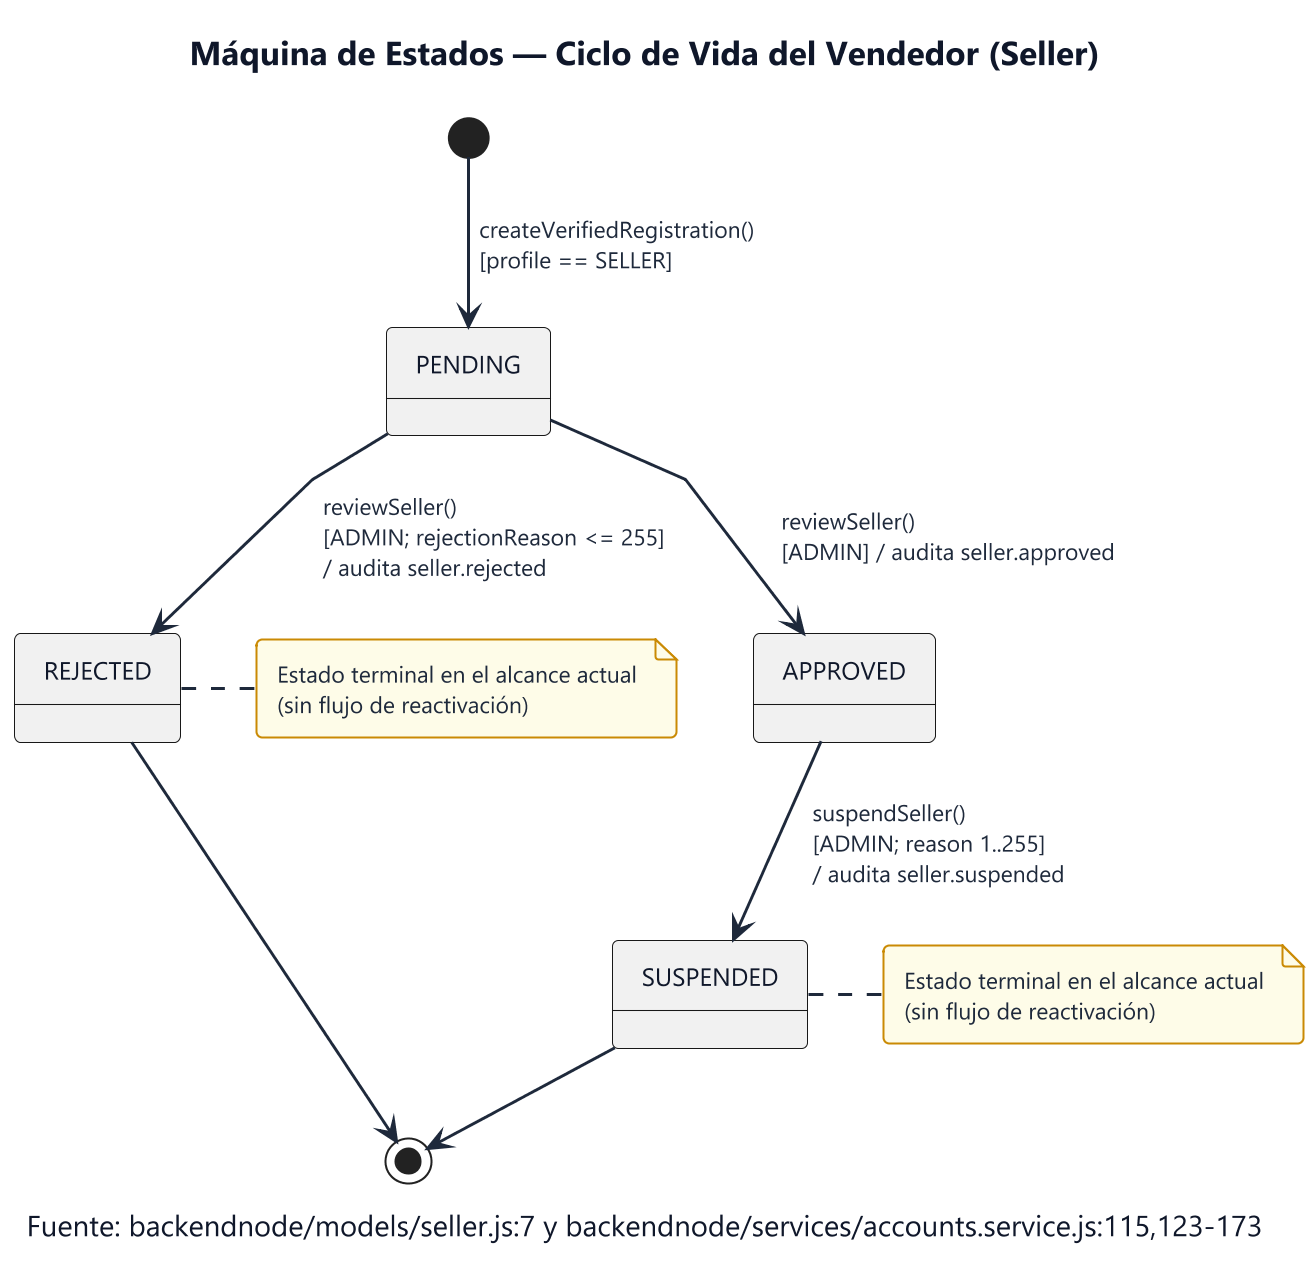 Máquina de Estados — Ciclo de Vida del Vendedor (Seller)
createVerifiedRegistration()
[profile == SELLER]
PENDING
reviewSeller()
[ADMIN; rejectionReason <= 255]
/ audita seller.rejected
reviewSeller()
[ADMIN] / audita seller.approved
REJECTED
Estado terminal en el alcance actual
(sin flujo de reactivación)
APPROVED
suspendSeller()
[ADMIN; reason 1..255]
/ audita seller.suspended
SUSPENDED
Estado terminal en el alcance actual
(sin flujo de reactivación)
Fuente: backendnode/models/seller.js:7 y backendnode/services/accounts.service.js:115,123-173